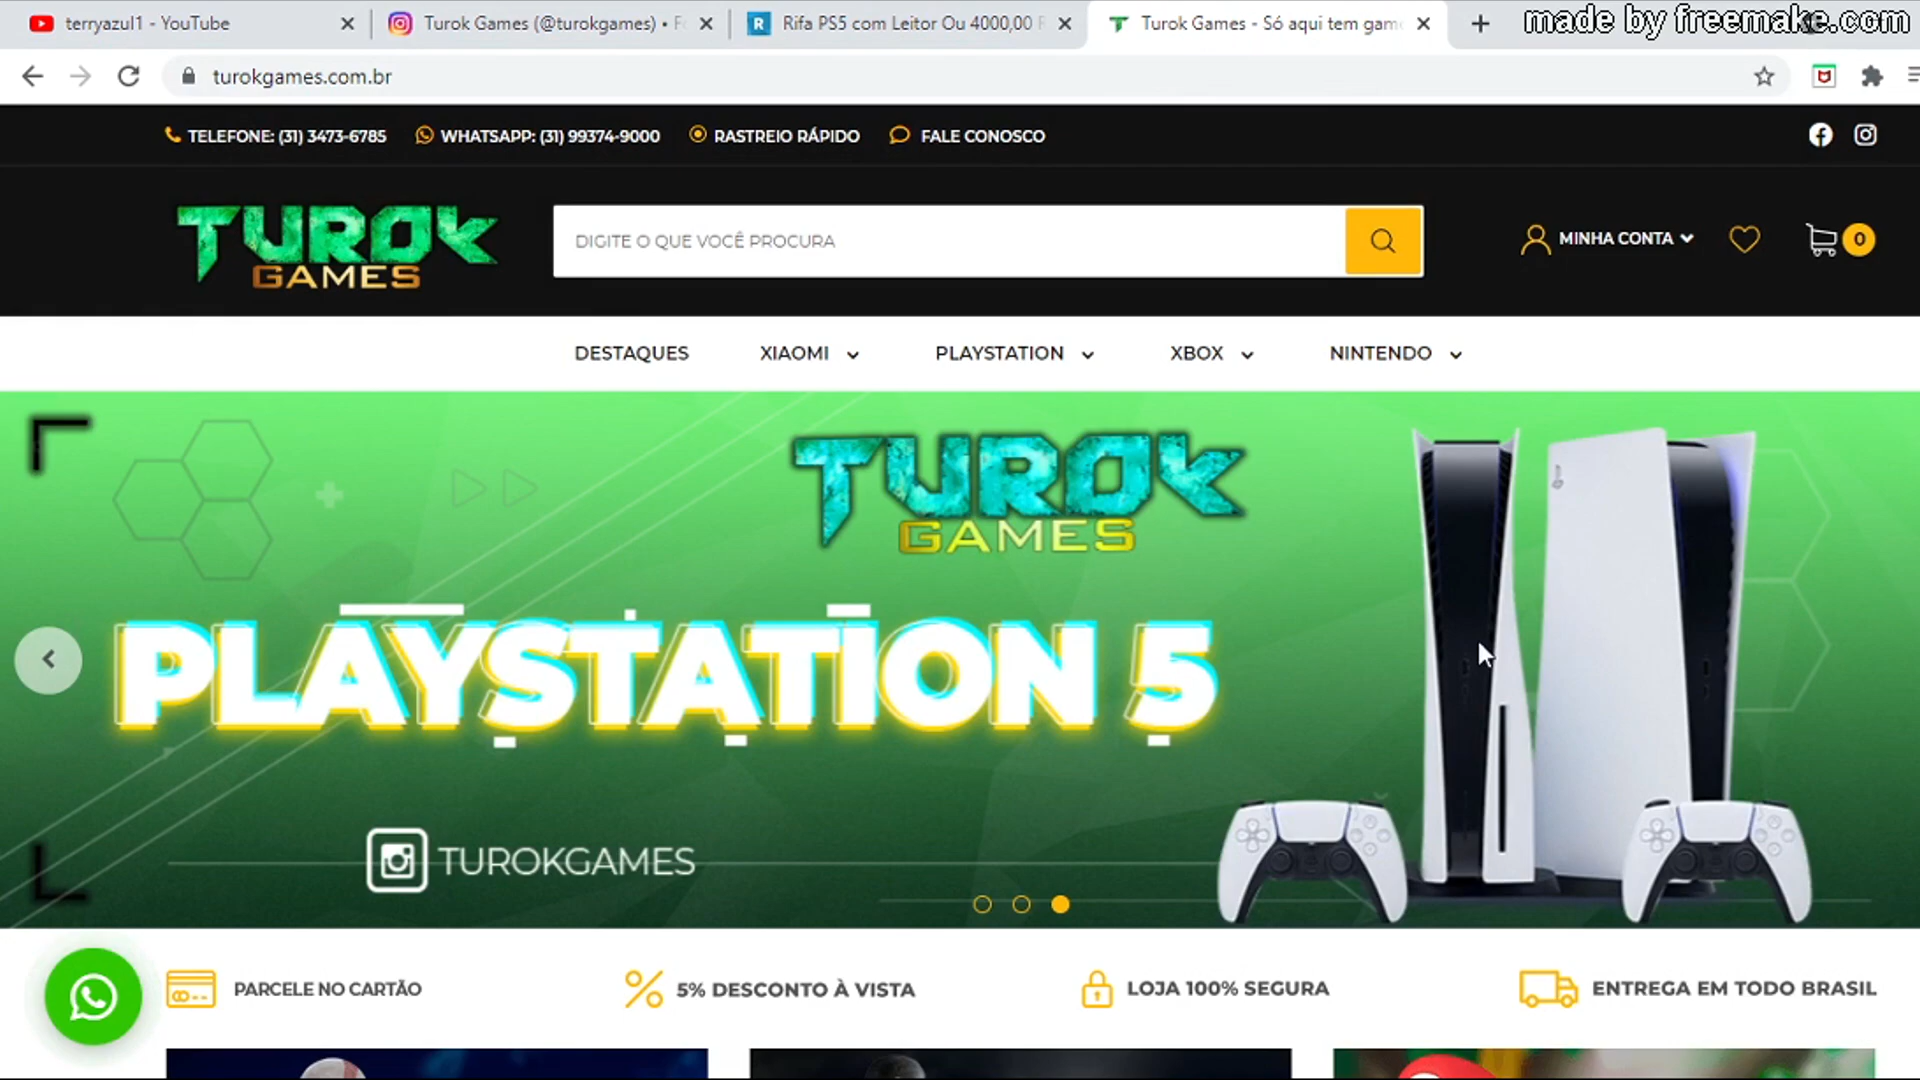 terryazul1 - YouTube
Turok Games (@turokgames) •
Rifa PS5 com Leitor Ou 4000,00
Turok Games - Só aqui tem gam
made by freemake.com
turokgames.com.br
TELEFONE: (31) 3473-6785
WHATSAPP: (31) 99374-9000
RASTREIO RÁPIDO
FALE CONOSCO
TUROK
GAMES
DIGITE O QUE VOCÊ PROCURA
MINHA CONTA
0
DESTAQUES
XIAOMI
PLAYSTATION
XBOX
NINTENDO
TUROK
GAMES
PLAYSTATION 5
TUROKGAMES
PARCELE NO CARTÃO
5% DESCONTO À VISTA
LOJA 100% SEGURA
ENTREGA EM TODO BRASIL